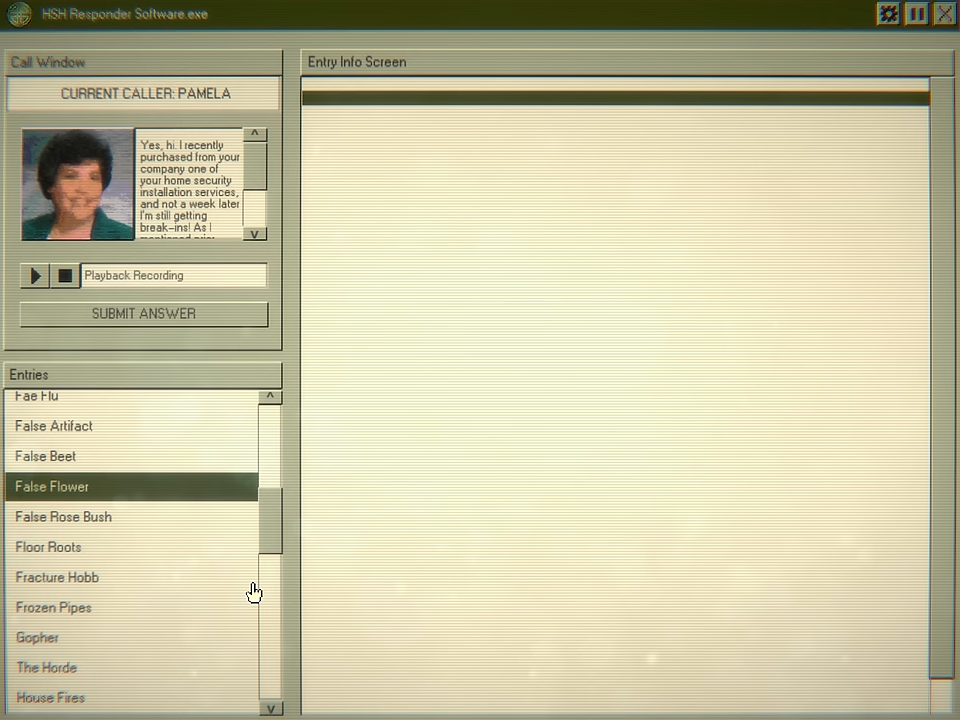 HSH Responder Software.exe
Call Window
CURRENT CALLER: PAMELA
Yes, hi. I recently
purchased from your
company one of
your home security
installation services,
and not a week later
I'm still getting
break-ins! As I
mentioned prior
Playback Recording
SUBMIT ANSWER
Entries
Fae Flu
False Artifact
False Beet
False Flower
False Rose Bush
Floor Roots
Fracture Hobb
Frozen Pipes
Gopher
The Horde
House Fires
Entry Info Screen